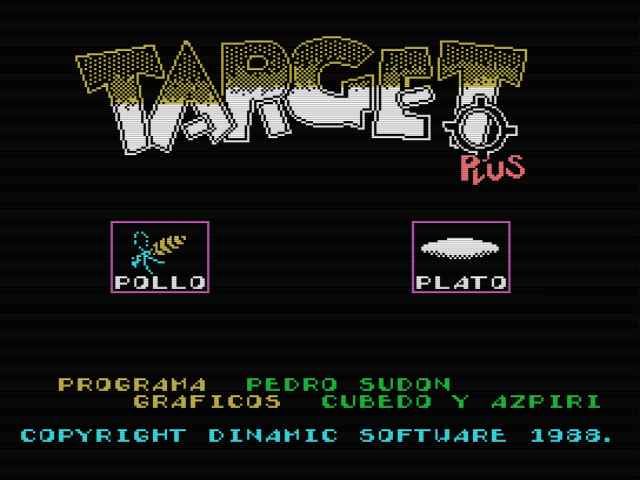 TARGET
PLUS
POLLO PLATO
PROGRAMA PEDRO SUDON
GRAFICOS CUBEDO Y AZPIRI
COPYRIGHT DINAMIC SOFTWARE 1988.